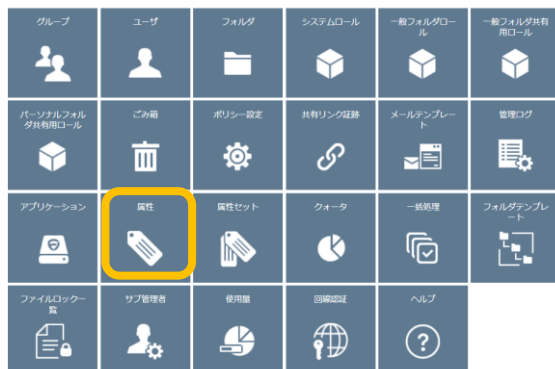 グループ
ユーザ
フォルダ
システムロール
一般フォルダロー
ル
一般フォルダ共有
用ロール
パーソナルフォル
ダ共有用ロール
ごみ箱
ポリシー設定
共有リンク証跡
メールテンプレー
ト
管理ログ
アプリケーション
属性
属性セット
クォータ
一括処理
フォルダテンプレ
ート
ファイルロック一
覧
サブ管理者
使用量
回線認証
ヘルプ
?